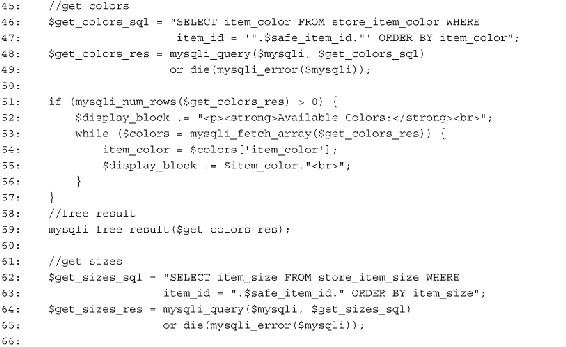 45: //get colors
46: $get_colors_sql = "SELECT item_color FROM store_item_color WHERE
47: item_id = '".$safe_item_id."' ORDER BY item_color";
48: $get_colors_res = mysqli_query($mysqli, $get_colors_sql)
49: or die(mysqli_error($mysqli));
50:
51: if (mysqli_num_rows($get_colors_res) > 0) {
52: $display_block .= "<p><strong>Available Colors:</strong><br>";
53: while ($colors = mysqli_fetch_array($get_colors_res)) {
54: item_color = $colors['item_color'];
55: $display_block .= $item_color."<br>";
56: }
57: }
58: //free result
59: mysqli_free_result($get_colors_res);
60:
61: //get sizes
62: $get_sizes_sql = "SELECT item_size FROM store_item_size WHERE
63: item_id = ".$safe_item_id." ORDER BY item_size";
64: $get_sizes_res = mysqli_query($mysqli, $get_sizes_sql)
65: or die(mysqli_error($mysqli));
66: